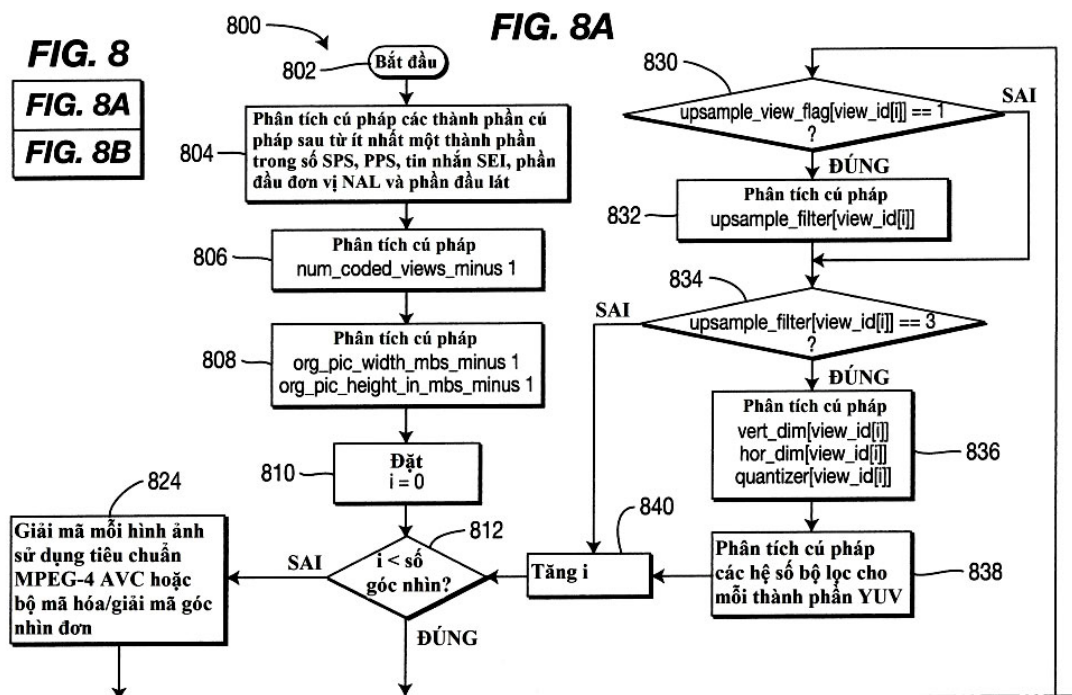 FIG. 8
FIG. 8A
FIG. 8B
FIG. 8A
800
802
Bắt đầu
804
Phân tích cú pháp các thành phần cú
pháp sau từ ít nhất một thành phần
trong số SPS, PPS, tin nhắn SEI, phần
đầu đơn vị NAL và phần đầu lát
806
Phân tích cú pháp
num_coded_views_minus 1
808
Phân tích cú pháp
org_pic_width_mbs_minus 1
org_pic_height_in_mbs_minus 1
810
Đặt
i = 0
812
i < số
góc nhìn?
SAI
ĐÚNG
824
Giải mã mỗi hình ảnh
sử dụng tiêu chuẩn
MPEG-4 AVC hoặc
bộ mã hóa/giải mã góc
nhìn đơn
830
upsample_view_flag[view_id[i]] == 1
?
SAI
ĐÚNG
832
Phân tích cú pháp
upsample_filter[view_id[i]]
834
SAI
upsample_filter[view_id[i]] == 3
?
ĐÚNG
Phân tích cú pháp
vert_dim[view_id[i]]
hor_dim[view_id[i]]
quantizer[view_id[i]]
836
Phân tích cú pháp
các hệ số bộ lọc cho
mỗi thành phần YUV
838
840
Tăng i